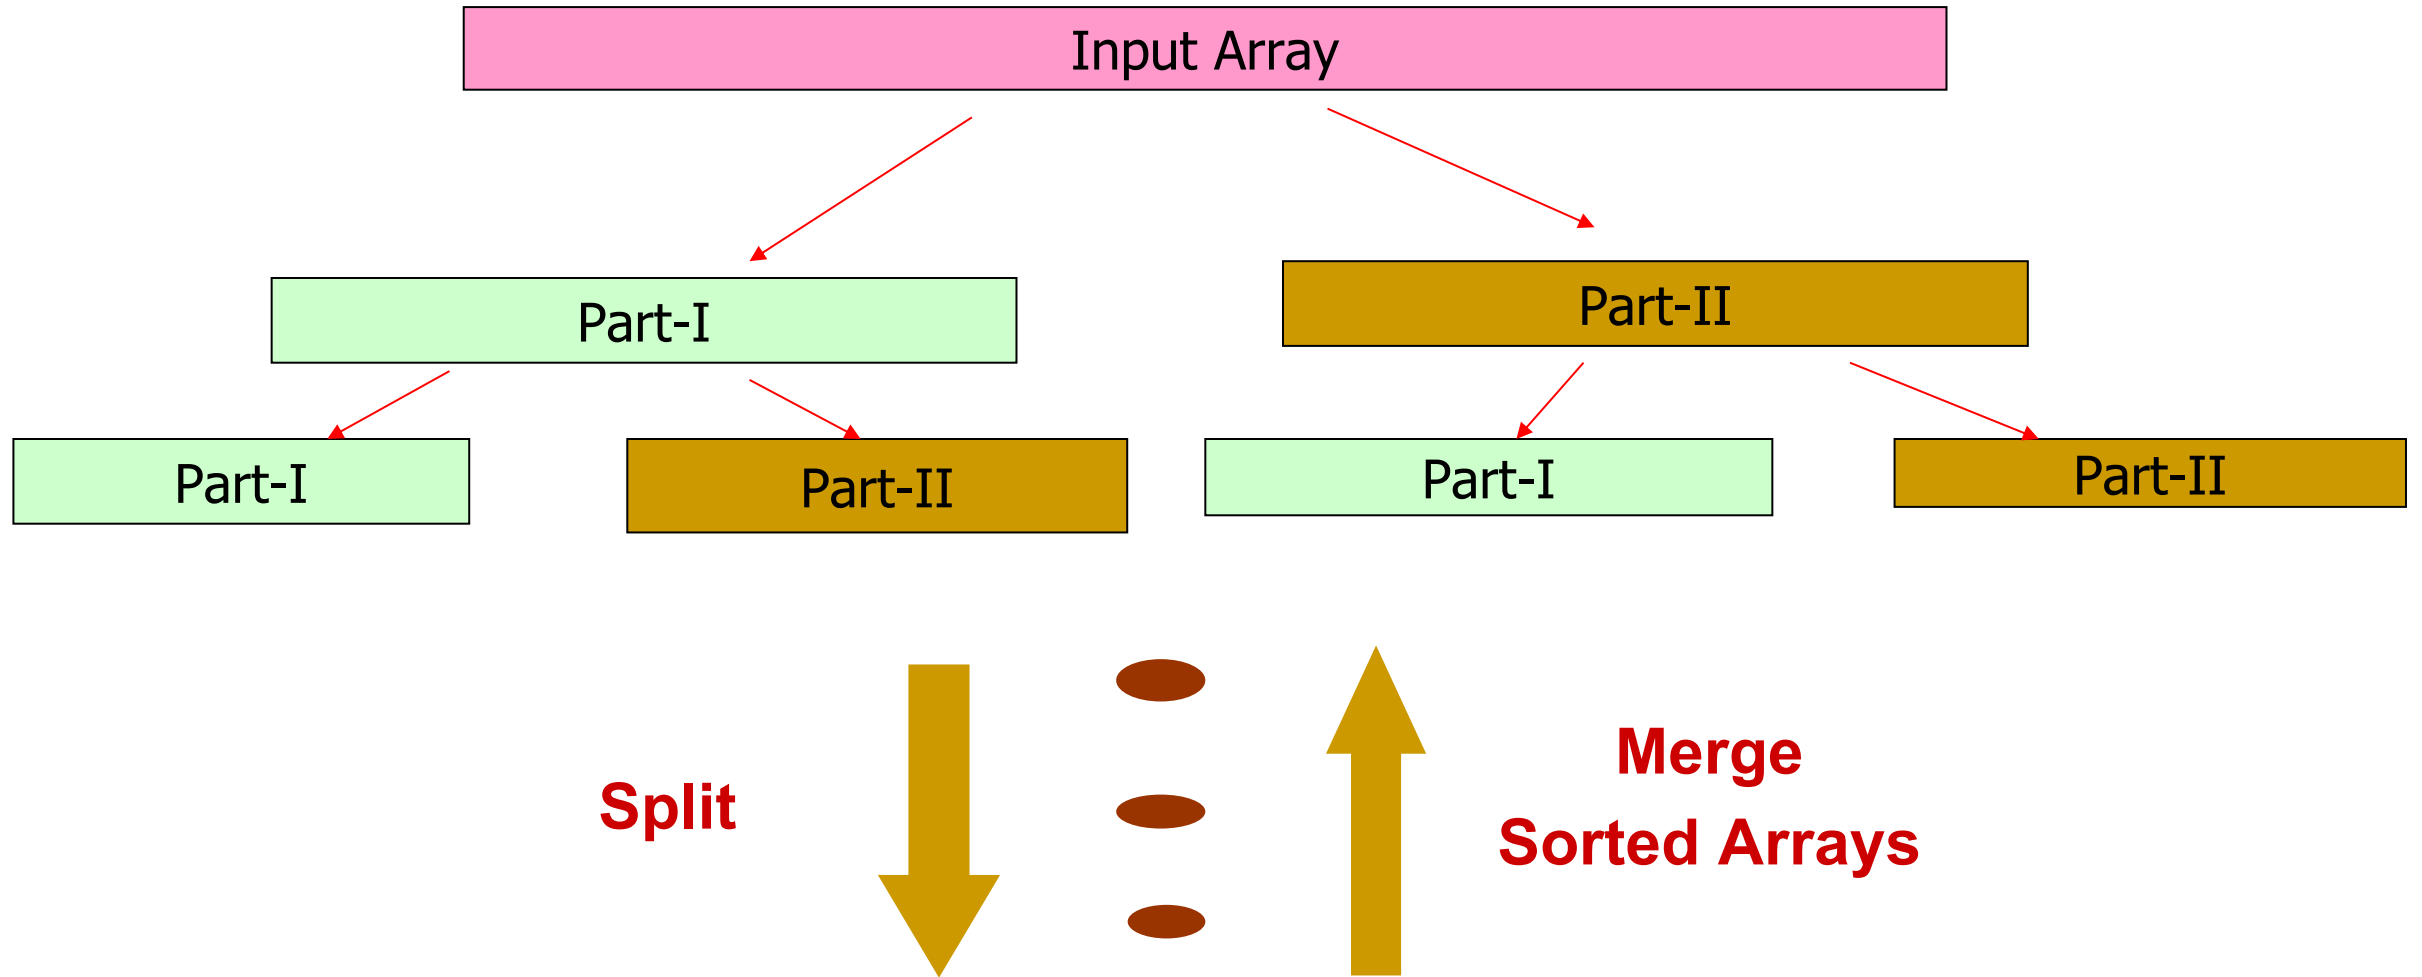 Input Array
Part-I
Part-II
Part-I
Part-II
Part-I
Part-II
Split
Merge
Sorted Arrays